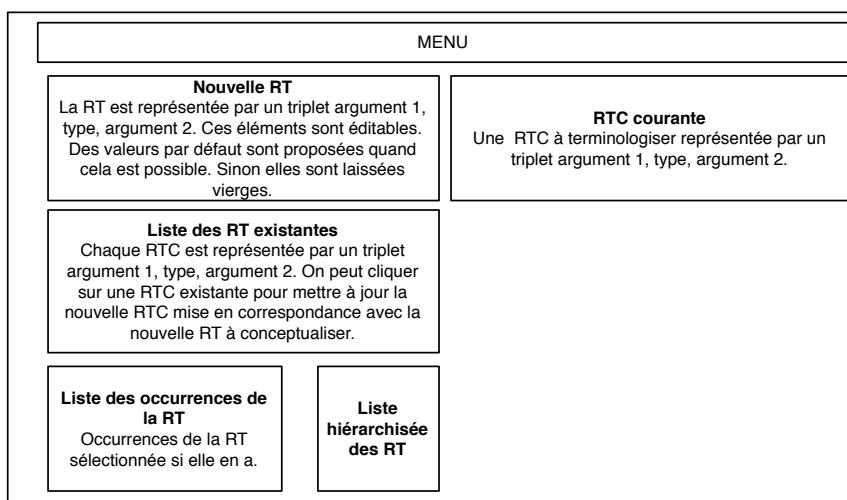 MENU
Nouvelle RT
La RT est représentée par un triplet argument 1,
type, argument 2. Ces éléments sont éditables.
Des valeurs par défaut sont proposées quand
cela est possible. Sinon elles sont laissées
vierges.
RTC courante
Une RTC à terminologiser représentée par un
triplet argument 1, type, argument 2.
Liste des RT existantes
Chaque RTC est représentée par un triplet
argument 1, type, argument 2. On peut cliquer
sur une RTC existante pour mettre à jour la
nouvelle RTC mise en correspondance avec la
nouvelle RT à conceptualiser.
Liste des occurrences de
la RT
Occurrences de la RT
sélectionnée si elle en a.
Liste
hiérarchisée
des RT